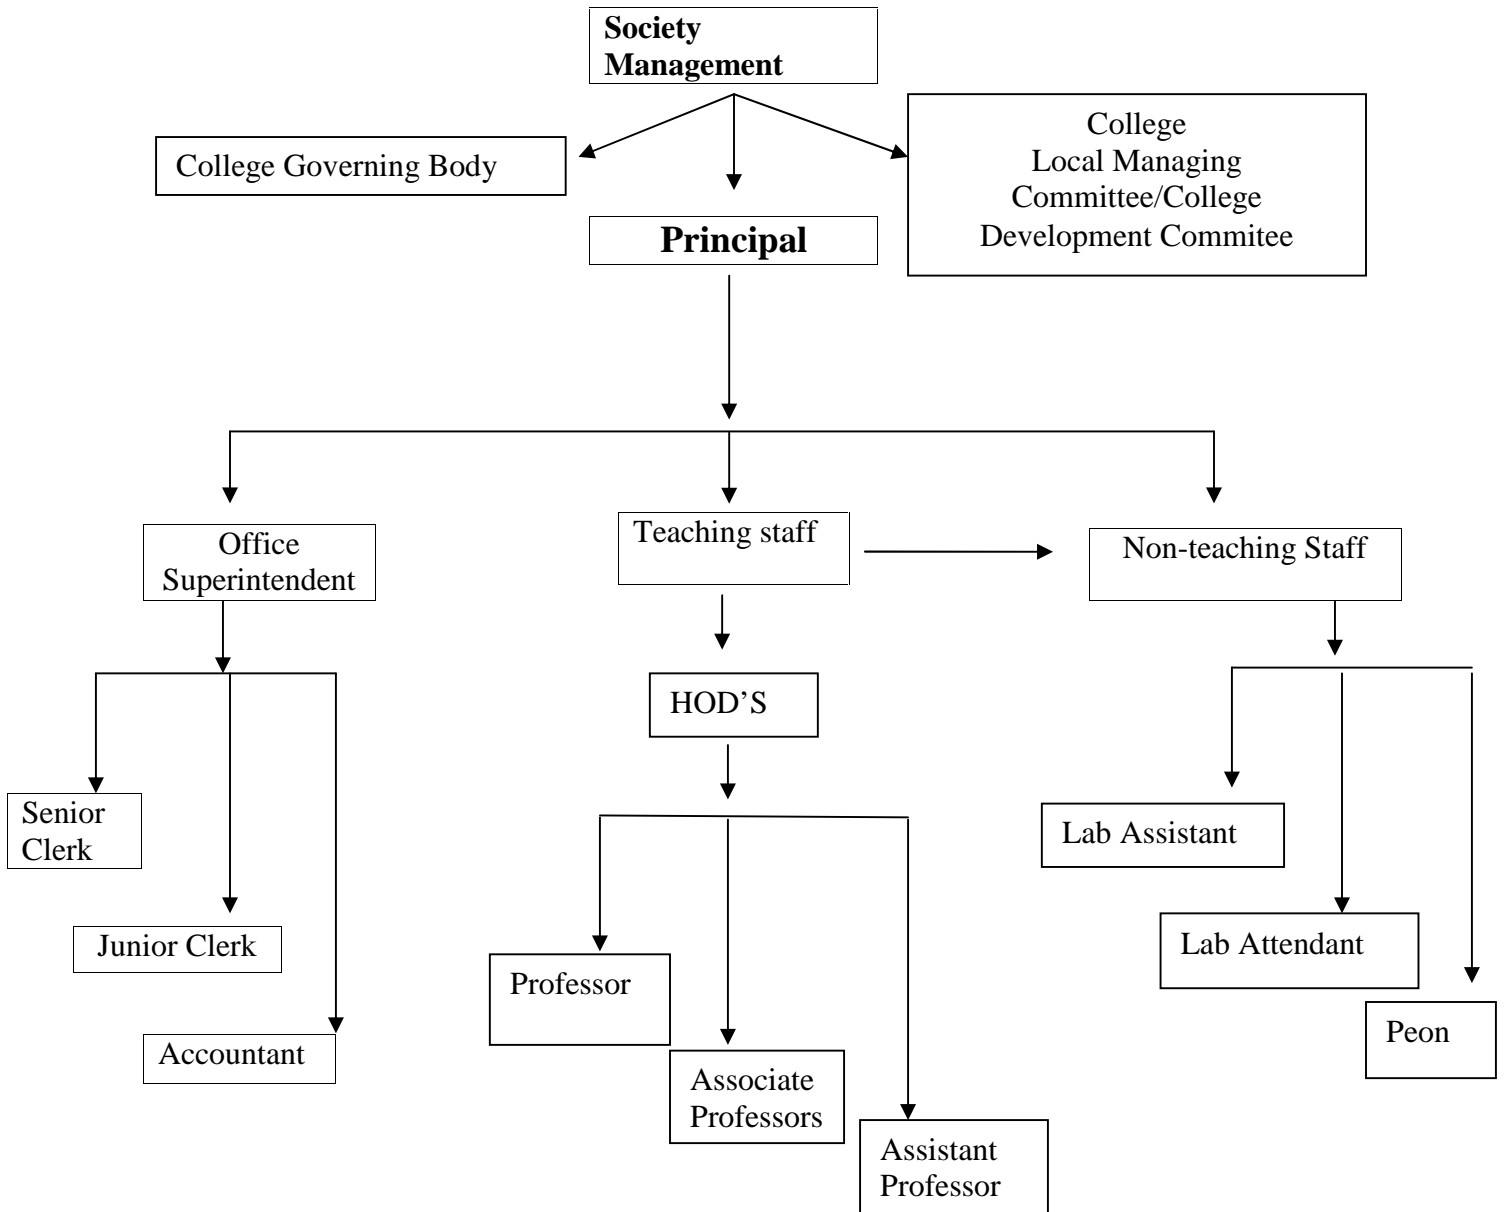 Society
Management
College Governing Body
College
Local Managing
Committee/College
Development Commitee
Principal
Office
Superintendent
Teaching staff
Non-teaching Staff
HOD’S
Senior
Clerk
Lab Assistant
Junior Clerk
Lab Attendant
Professor
Peon
Accountant
Associate
Professors
Assistant
Professor